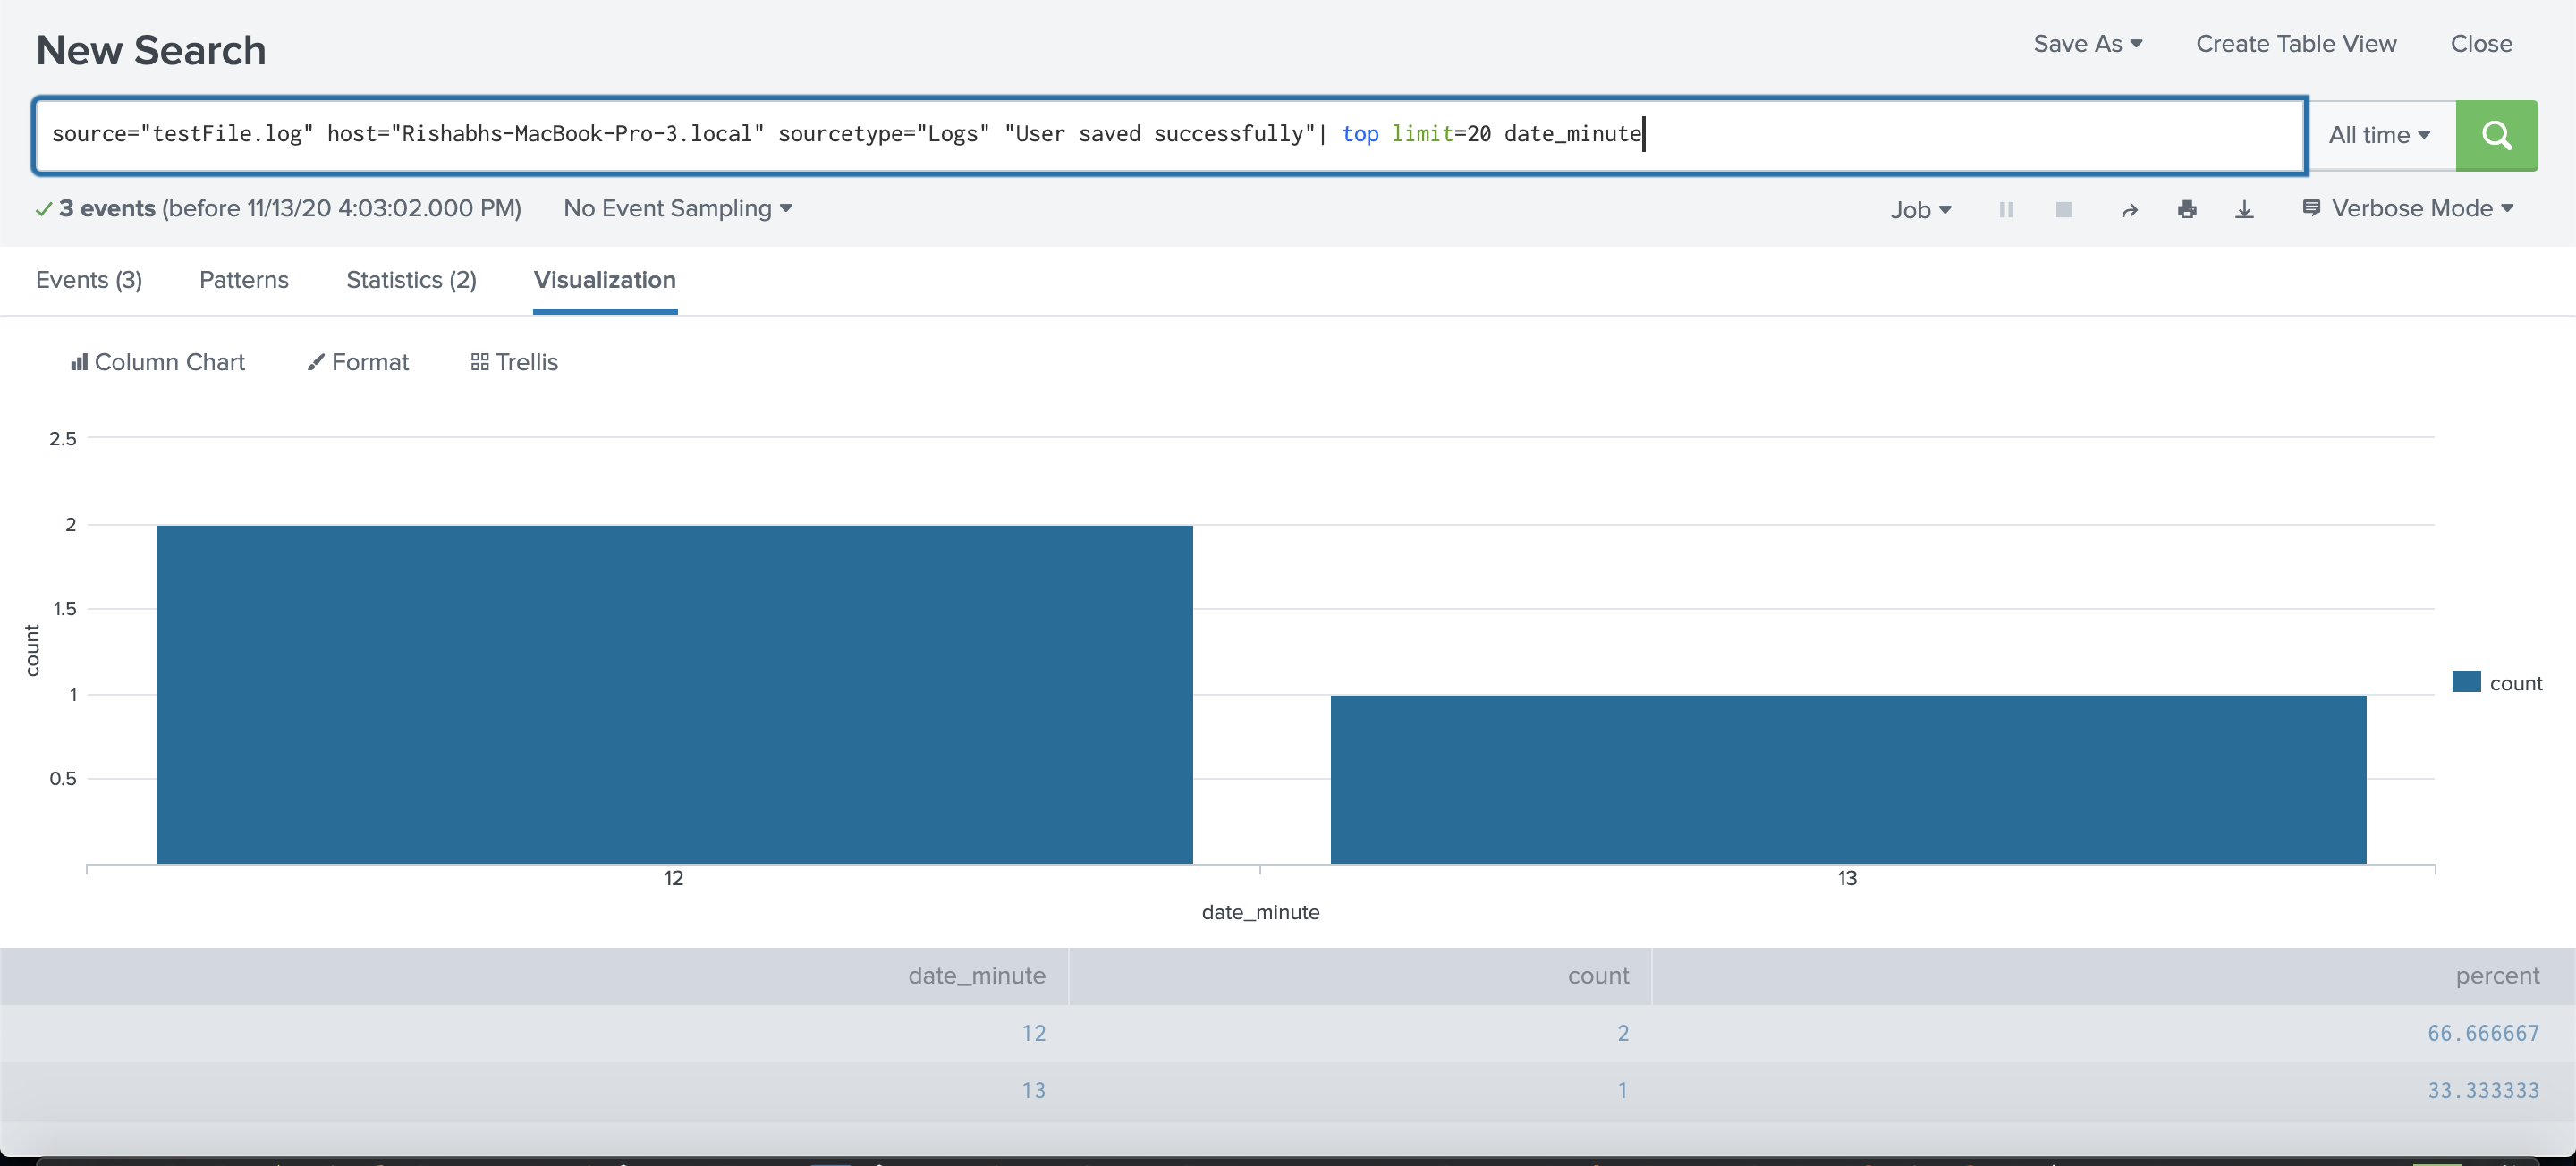 New Search
Save As Create Table View Close
source="testFile.log" host="Rishabhs-MacBook-Pro-3.local" sourcetype="Logs" "User saved successfully"| top limit=20 date_minute
All time
3 events (before 11/13/20 4:03:02.000 PM) No Event Sampling
Job Verbose Mode
Events (3) Patterns Statistics (2) Visualization
Column Chart Format Trellis
2.5
2
1.5
1
0.5
count
12 13
date_minute
count
date_minute count percent
12 2 66.666667
13 1 33.333333